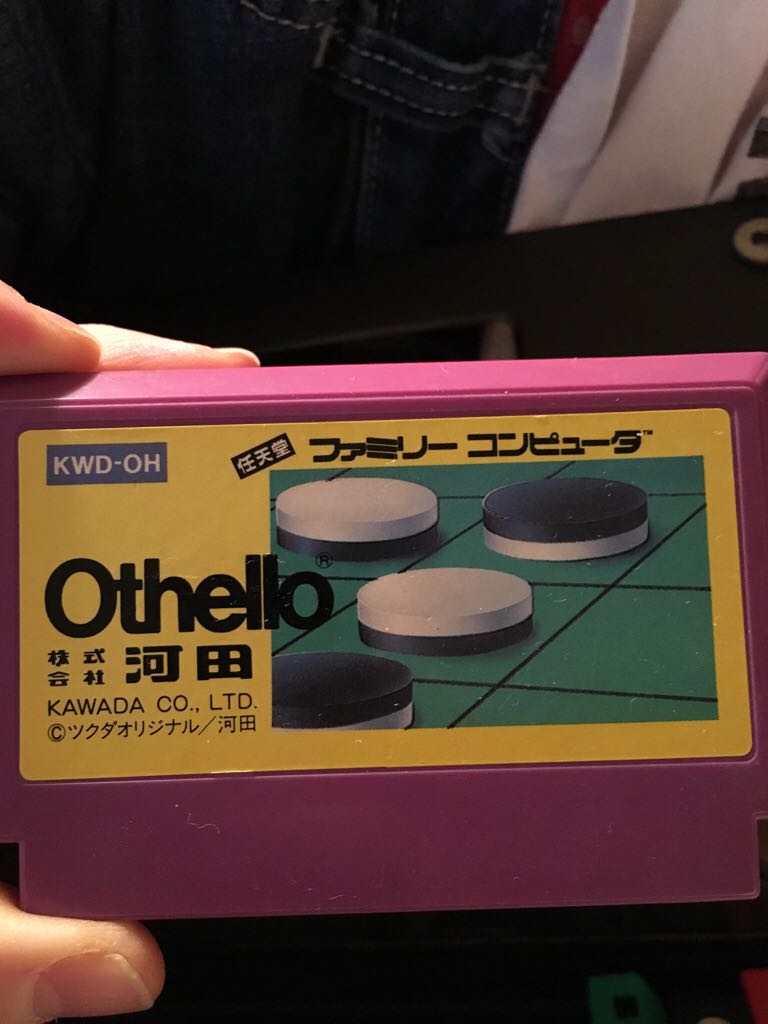 KWD-OH
任天堂 ファミリー コンピュータ™
Othello®
株式会社 河田
KAWADA CO., LTD.
©ツクダオリジナル/河田